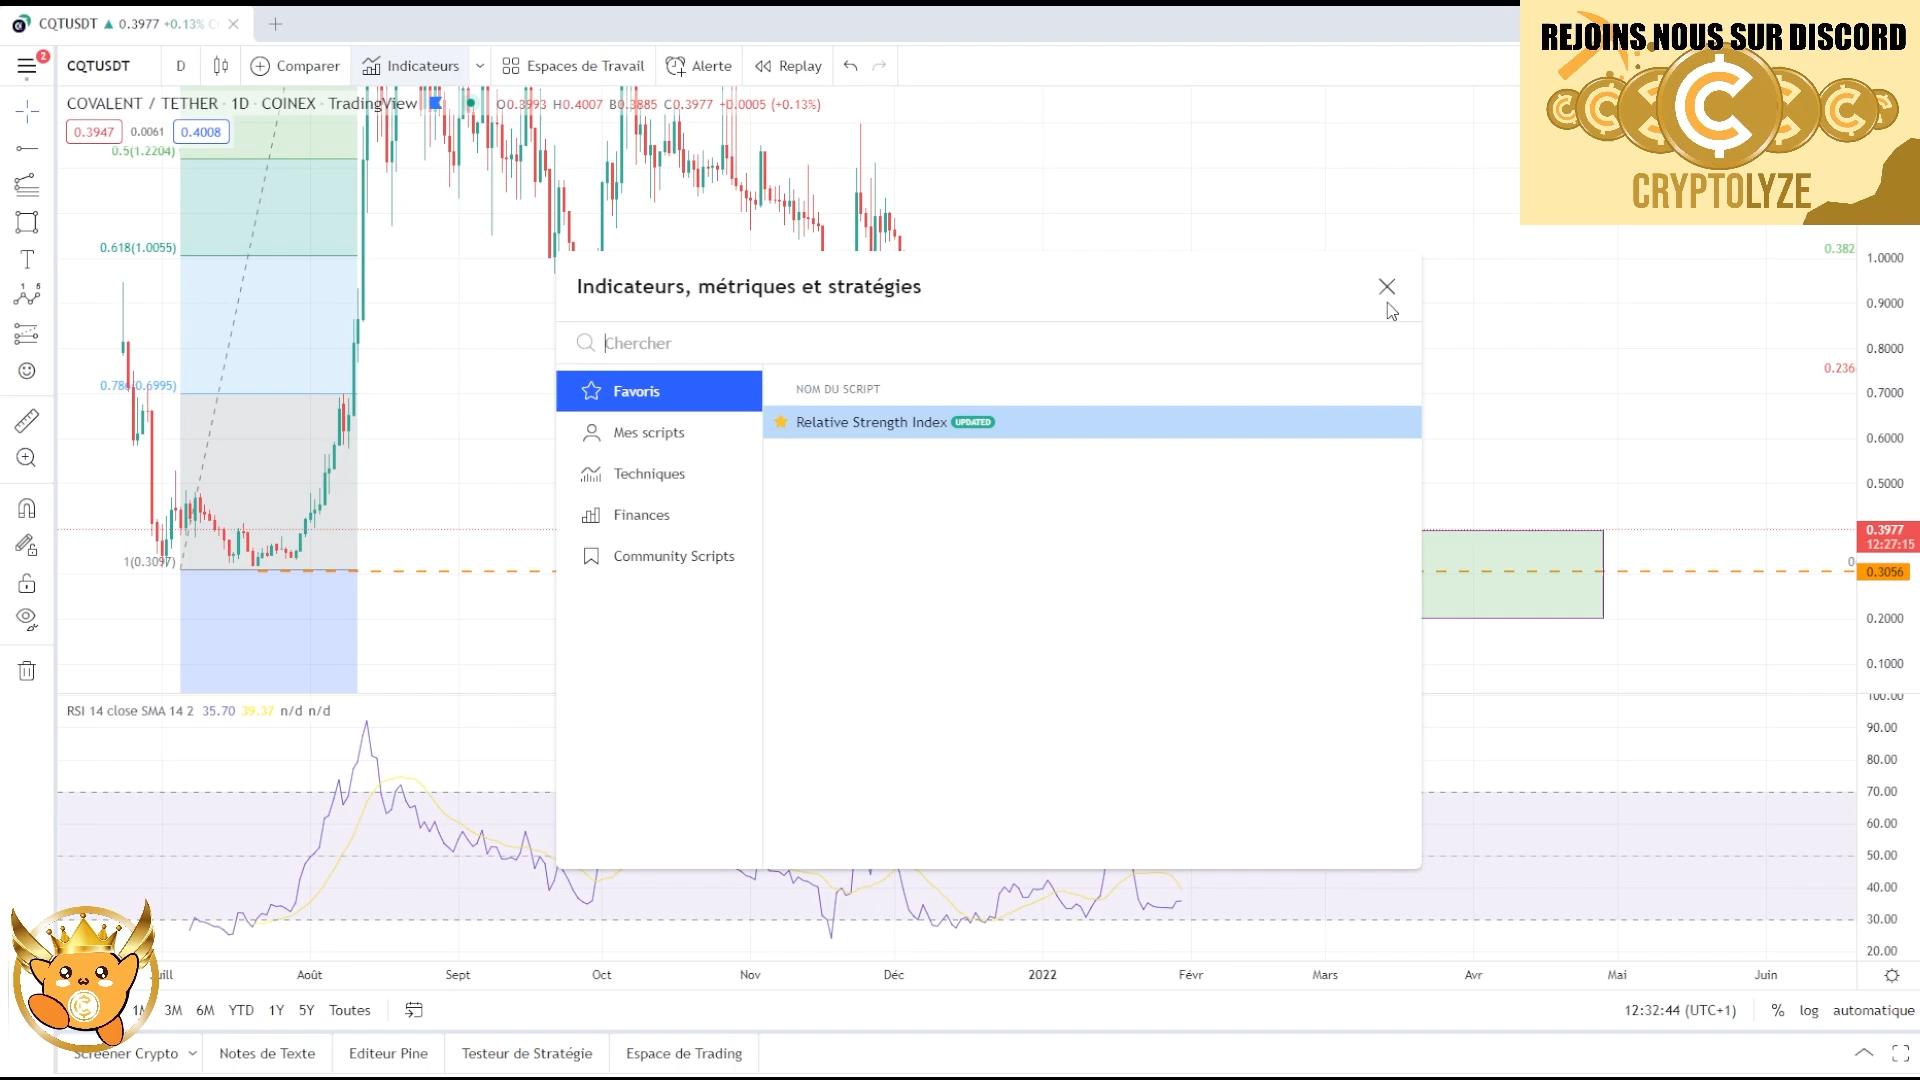 CQTUSDT ▲ 0.3977 +0.13%
REJOINS NOUS SUR DISCORD
CRYPTOLYZE
2
CQTUSDT D Comparer Indicateurs Espaces de Travail Alerte Replay
COVALENT / TETHER · 1D · COINEX · TradingView O0.3993 H0.4007 B0.3885 C0.3977 +0.0005 (+0.13%)
0.3947 0.0061 0.4008
0.5(1.2204)
0.618(1.0055)
0.786(0.6995)
1(0.3097)
0.382
0.236
0
1.0000
0.9000
0.8000
0.7000
0.6000
0.5000
0.3977
12:27:15
0.3056
0.2000
0.1000
Indicateurs, métriques et stratégies
Chercher
Favoris
Mes scripts
Techniques
Finances
Community Scripts
NOM DU SCRIPT
Relative Strength Index UPDATED
RSI 14 close SMA 14 2 35.70 39.37 n/d n/d
100.00
90.00
80.00
70.00
60.00
50.00
40.00
30.00
20.00
Août Sept Oct Nov Déc 2022 Févr Mars Avr Mai Juin
3M 6M YTD 1Y 5Y Toutes
12:32:44 (UTC+1) % log automatique
Screener Crypto Notes de Texte Editeur Pine Testeur de Stratégie Espace de Trading